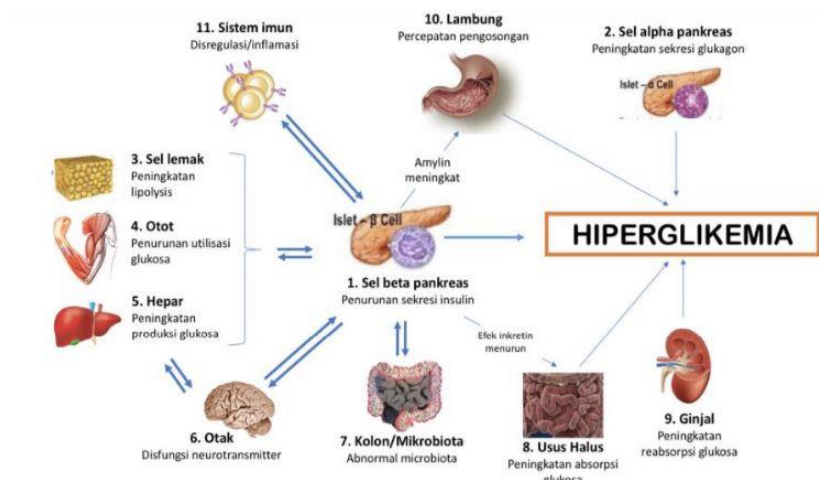 11. Sistem imun
Disregulasi/inflamasi
10. Lambung
Percepatan pengosongan
2. Sel alpha pankreas
Peningkatan sekresi glukagon
Islet – α Cell
3. Sel lemak
Peningkatan
lipolysis
4. Otot
Penurunan utilisasi
glukosa
5. Hepar
Peningkatan
produksi glukosa
Amylin
meningkat
Islet – β Cell
1. Sel beta pankreas
Penurunan sekresi insulin
HIPERGLIKEMIA
Efek inkretin
menurun
6. Otak
Disfungsi neurotransmitter
7. Kolon/Mikrobiota
Abnormal microbiota
8. Usus Halus
Peningkatan absorpsi
glukosa
9. Ginjal
Peningkatan
reabsorpsi glukosa